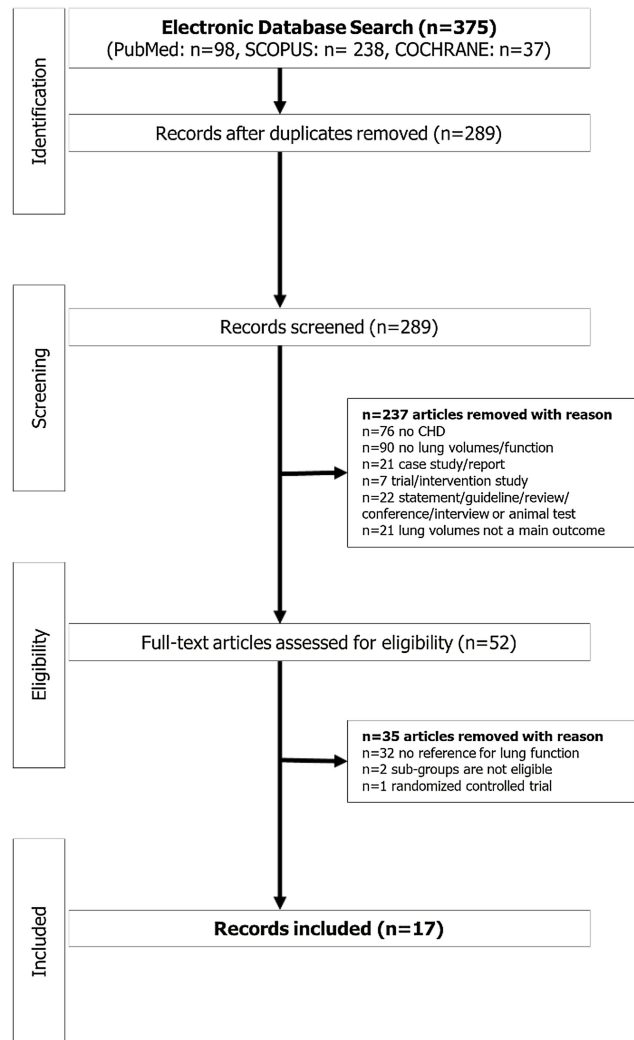 Identification
Electronic Database Search (n=375)
(PubMed: n=98, SCOPUS: n= 238, COCHRANE: n=37)
Records after duplicates removed (n=289)
Screening
Records screened (n=289)
n=237 articles removed with reason
n=76 no CHD
n=90 no lung volumes/function
n=21 case study/report
n=7 trial/intervention study
n=22 statement/guideline/review/
conference/interview or animal test
n=21 lung volumes not a main outcome
Eligibility
Full-text articles assessed for eligibility (n=52)
n=35 articles removed with reason
n=32 no reference for lung function
n=2 sub-groups are not eligible
n=1 randomized controlled trial
Included
Records included (n=17)